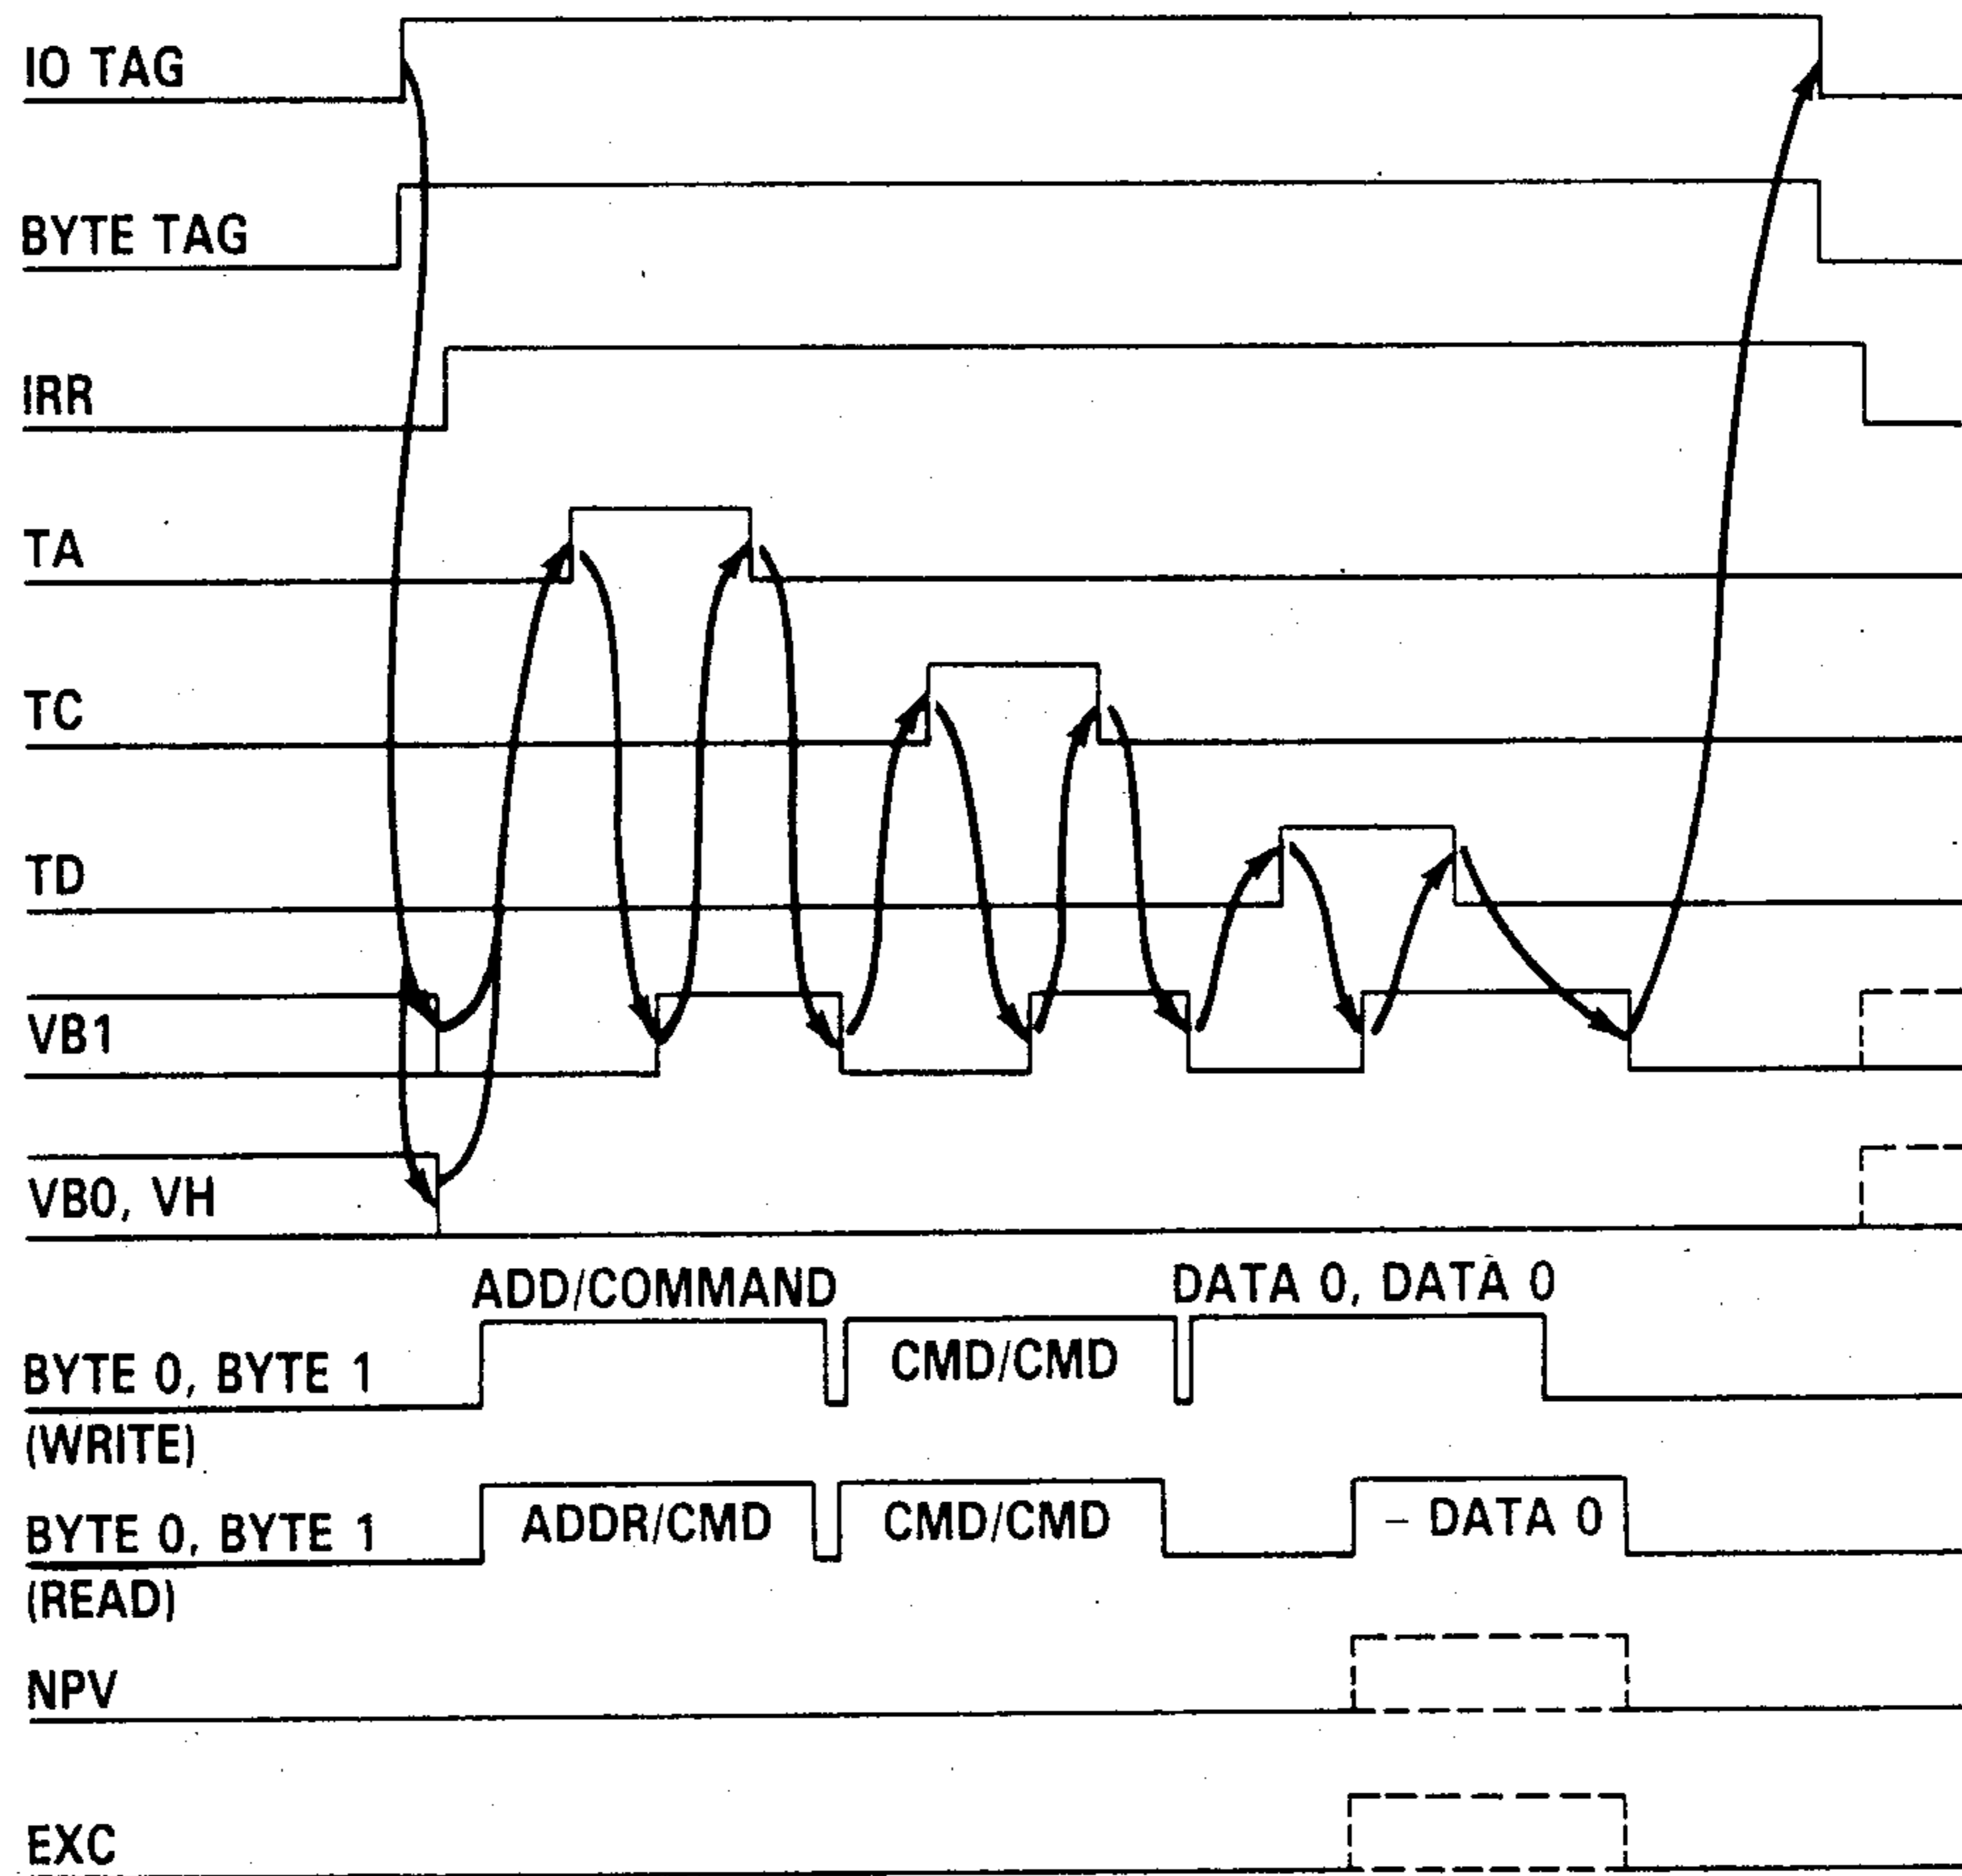 IO TAG
BYTE TAG
IRR
TA
TC
TD
VB1
VB0, VH
ADD/COMMAND DATA 0, DATA 0
BYTE 0, BYTE 1 CMD/CMD
(WRITE)
BYTE 0, BYTE 1 ADDR/CMD CMD/CMD – DATA 0
(READ)
NPV
EXC